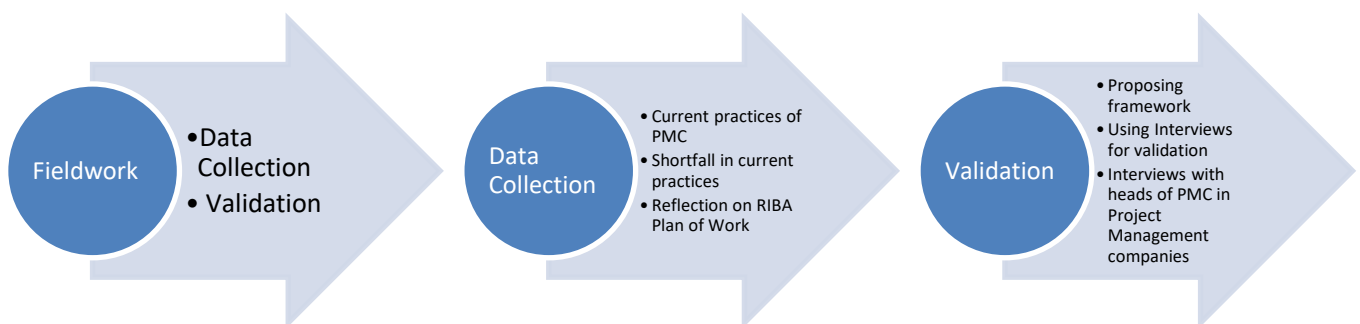 Fieldwork
•Data
Collection
• Validation
Data
Collection
• Current practices of
PMC
• Shortfall in current
practices
• Reflection on RIBA
Plan of Work
Validation
• Proposing
framework
• Using Interviews
for validation
• Interviews with
heads of PMC in
Project
Management
companies